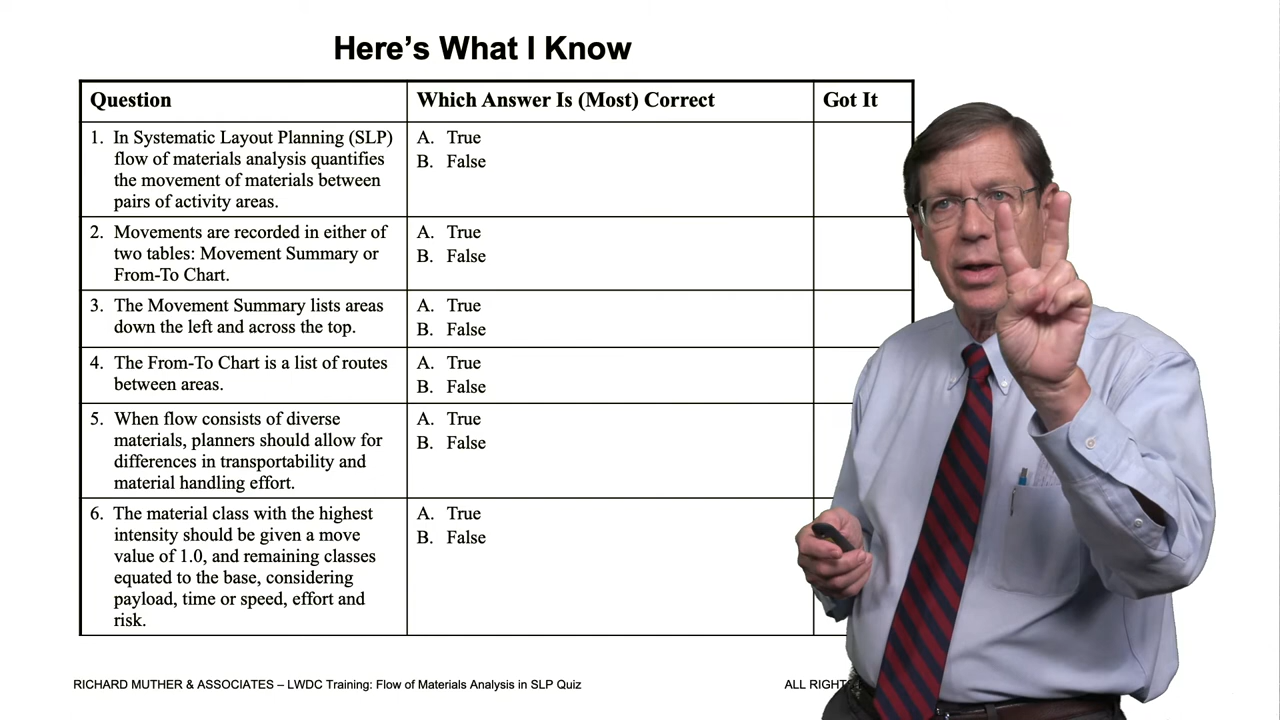 Here's What I Know
Question
Which Answer Is (Most) Correct
Got It
1. In Systematic Layout Planning (SLP)
flow of materials analysis quantifies
the movement of materials between
pairs of activity areas.
A. True
B. False
2. Movements are recorded in either of
two tables: Movement Summary or
From-To Chart.
A. True
B. False
3. The Movement Summary lists areas
down the left and across the top.
A. True
B. False
4. The From-To Chart is a list of routes
between areas.
A. True
B. False
5. When flow consists of diverse
materials, planners should allow for
differences in transportability and
material handling effort.
A. True
B. False
6. The material class with the highest
intensity should be given a move
value of 1.0, and remaining classes
equated to the base, considering
payload, time or speed, effort and
risk.
A. True
B. False
RICHARD MUTHER & ASSOCIATES – LWDC Training: Flow of Materials Analysis in SLP Quiz
ALL